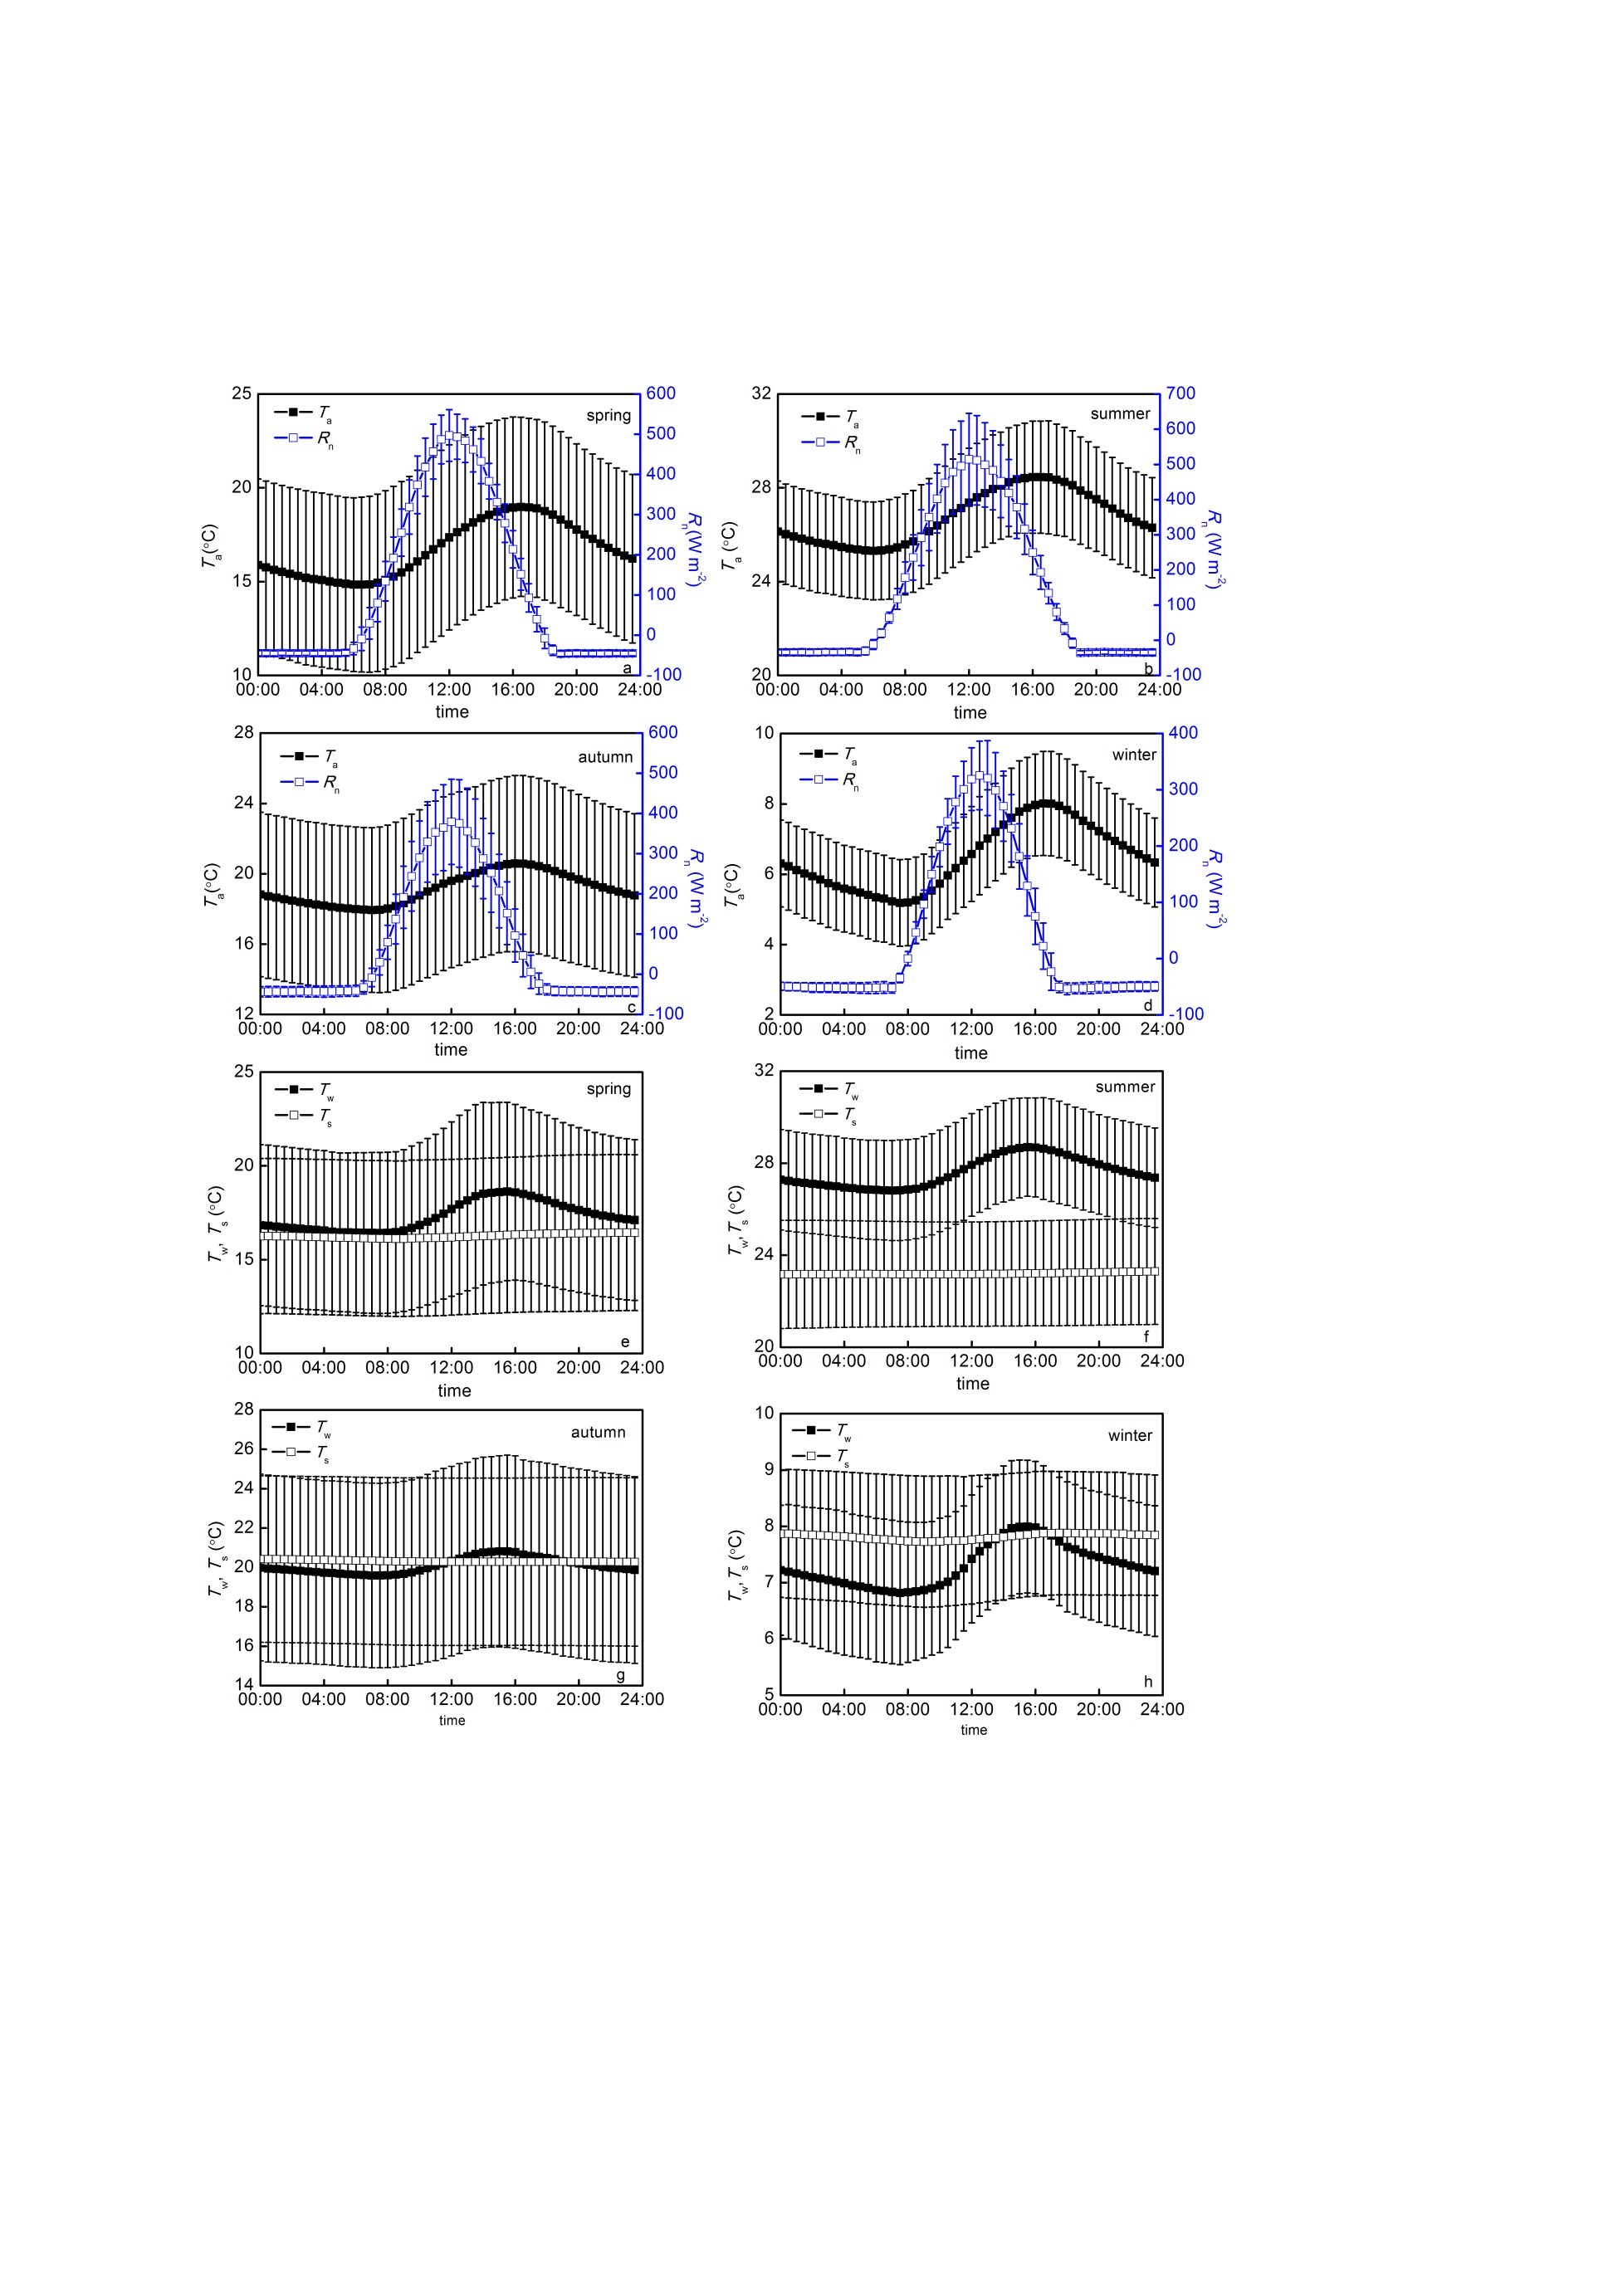 25
20
15
10
Ta(°C)
Ta
Rn
spring
a
600
500
400
300
200
100
0
-100
Rn(W m-2)
00:00 04:00 08:00 12:00 16:00 20:00 24:00
time
32
28
24
20
Ta (°C)
Ta
Rn
summer
b
700
600
500
400
300
200
100
0
-100
Rn (W m-2)
00:00 04:00 08:00 12:00 16:00 20:00 24:00
time
28
24
20
16
12
Ta(°C)
Ta
Rn
autumn
c
600
500
400
300
200
100
0
-100
Rn (W m-2)
00:00 04:00 08:00 12:00 16:00 20:00 24:00
time
10
8
6
4
2
Ta(°C)
Ta
Rn
winter
d
400
300
200
100
0
-100
Rn (W m-2)
00:00 04:00 08:00 12:00 16:00 20:00 24:00
time
25
20
15
10
Tw, Ts (°C)
Tw
Ts
spring
e
00:00 04:00 08:00 12:00 16:00 20:00 24:00
time
32
28
24
20
Tw, Ts (°C)
Tw
Ts
summer
f
00:00 04:00 08:00 12:00 16:00 20:00 24:00
time
28
26
24
22
20
18
16
14
Tw, Ts (°C)
Tw
Ts
autumn
g
00:00 04:00 08:00 12:00 16:00 20:00 24:00
time
10
9
8
7
6
5
Tw, Ts (°C)
Tw
Ts
winter
h
00:00 04:00 08:00 12:00 16:00 20:00 24:00
time